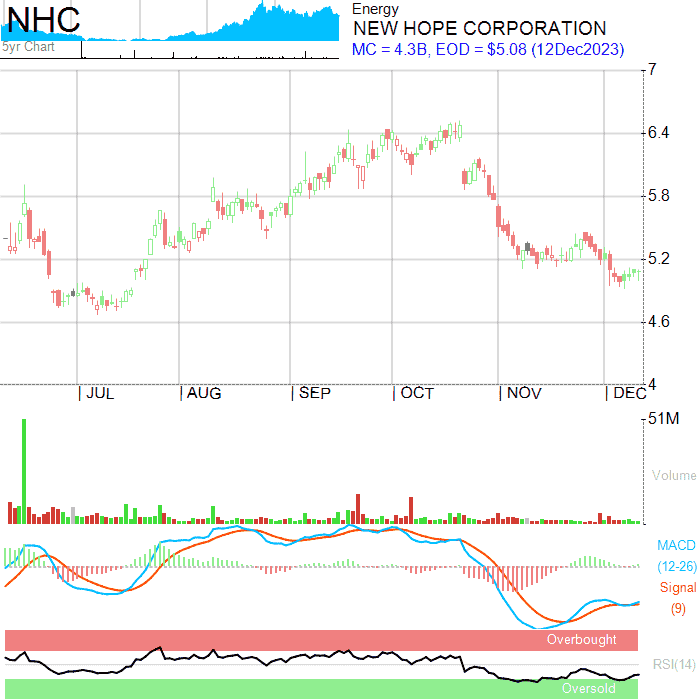 NHC
5yr Chart
Energy
NEW HOPE CORPORATION
MC = 4.3B, EOD = $5.08 (12Dec2023)
7
6.4
5.8
5.2
4.6
4
JUL AUG SEP OCT NOV DEC
51M
Volume
MACD
(12-26)
Signal
(9)
Overbought
RSI(14)
Oversold